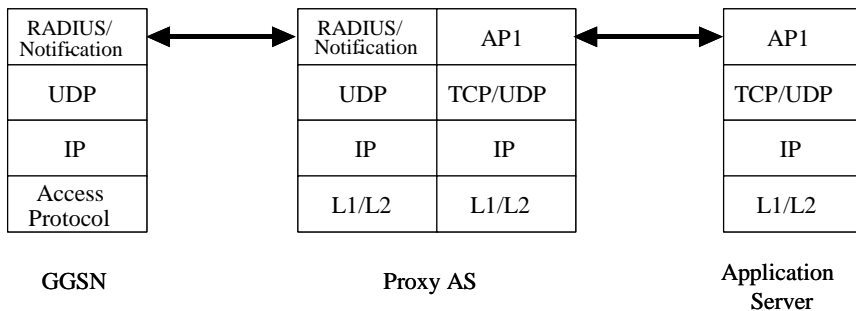 RADIUS/
Notification
RADIUS/
Notification
AP1
AP1
UDP
UDP
TCP/UDP
TCP/UDP
IP
IP
IP
IP
Access
Protocol
L1/L2
L1/L2
L1/L2
GGSN
Proxy AS
Application
Server